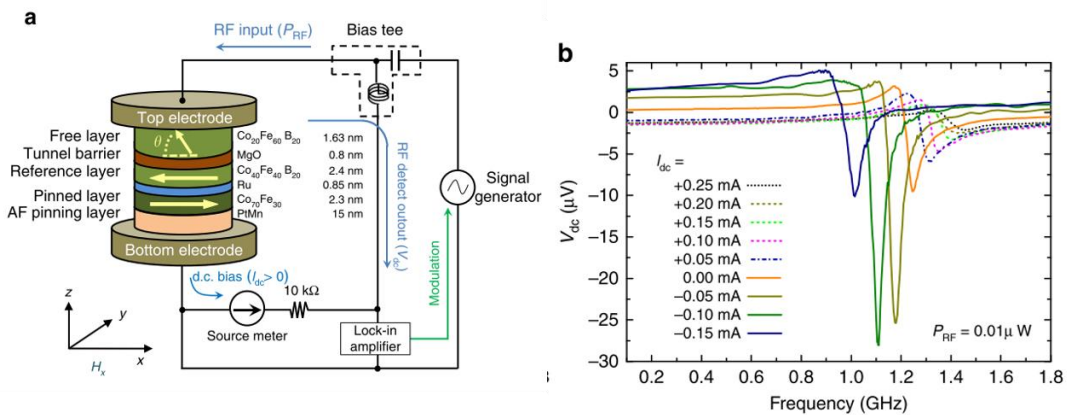 a
RF input (PRF)
Bias tee
Top electrode
Free layer
θ
Co20Fe60 B20
1.63 nm
Tunnel barrier
MgO
0.8 nm
Reference layer
Co40Fe40 B20
2.4 nm
Ru
0.85 nm
Pinned layer
Co70Fe30
2.3 nm
AF pinning layer
PtMn
15 nm
Bottom electrode
RF detect outout (Vdc)
Signal
generator
Modulation
d.c. bias (Idc> 0)
10 kΩ
Source meter
Lock-in
amplifier
z
y
x
Hx
b
5
0
−5
−10
−15
−20
−25
−30
Vdc (μV)
Idc =
+0.25 mA
+0.20 mA
+0.15 mA
+0.10 mA
+0.05 mA
0.00 mA
−0.05 mA
−0.10 mA
−0.15 mA
PRF = 0.01μ W
0.2 0.4 0.6 0.8 1.0 1.2 1.4 1.6 1.8
Frequency (GHz)